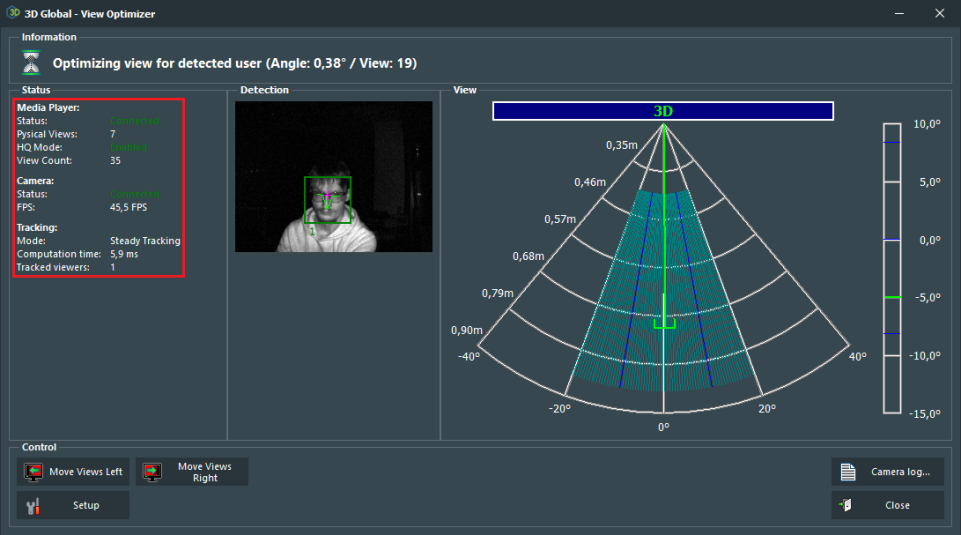 3D Global - View Optimizer
Information
Optimizing view for detected user (Angle: 0,38° / View: 19)
Status
Media Player:
Status: Connected
Pysical Views: 7
HQ Mode: Enabled
View Count: 35
Camera:
Status: Connected
FPS: 45,5 FPS
Tracking:
Mode: Steady Tracking
Computation time: 5,9 ms
Tracked viewers: 1
Detection
1
View
3D
0,35m
0,46m
0,57m
0,68m
0,79m
0,90m
-40°
-20°
0°
20°
40°
10,0°
5,0°
0,0°
-5,0°
-10,0°
-15,0°
Control
Move Views Left
Move Views
Right
Setup
Camera log...
Close